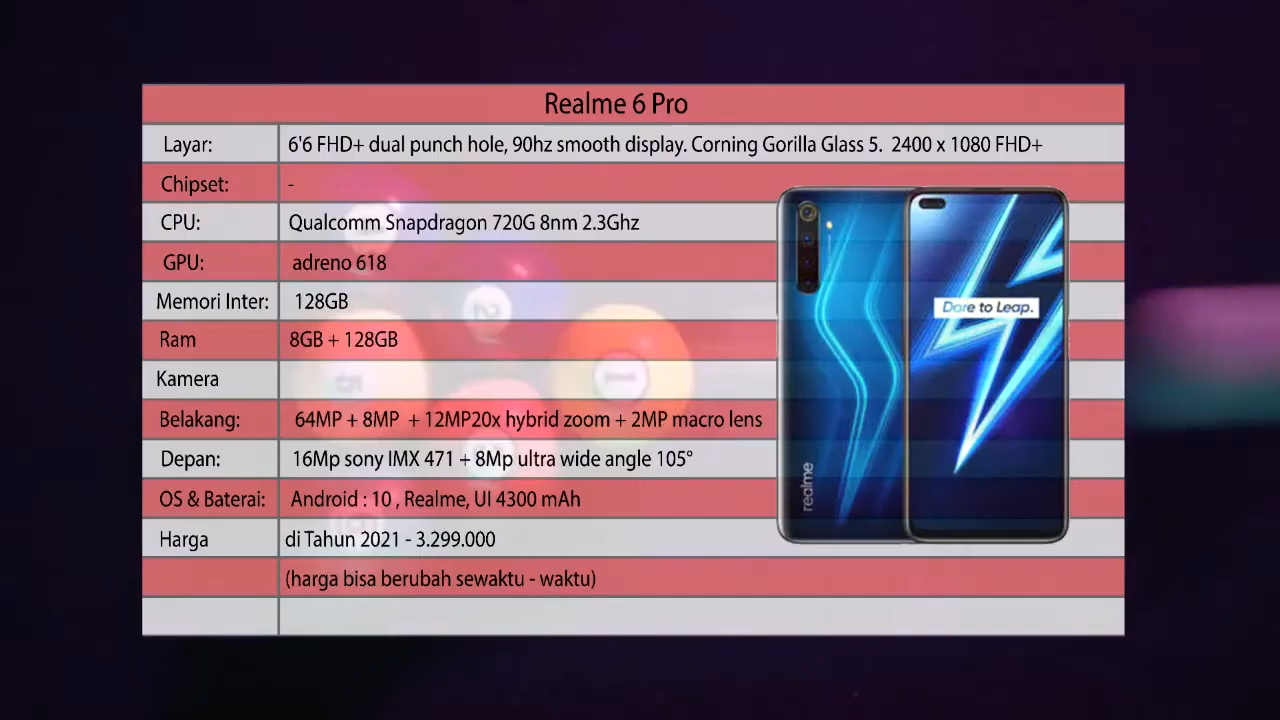 Realme 6 Pro
Layar: 6'6 FHD+ dual punch hole, 90hz smooth display. Corning Gorilla Glass 5. 2400 x 1080 FHD+
Chipset: -
CPU: Qualcomm Snapdragon 720G 8nm 2.3Ghz
GPU: adreno 618
Memori Inter: 128GB
Ram 8GB + 128GB
Kamera
Belakang: 64MP + 8MP + 12MP20x hybrid zoom + 2MP macro lens
Depan: 16Mp sony IMX 471 + 8Mp ultra wide angle 105°
OS & Baterai: Android : 10 , Realme, UI 4300 mAh
Harga di Tahun 2021 - 3.299.000
(harga bisa berubah sewaktu - waktu)
Dare to Leap.
realme
2
1
5
3